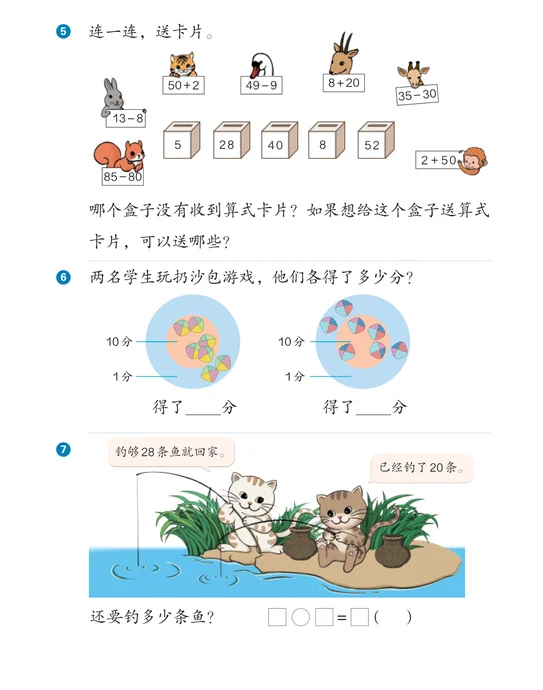 5 连一连，送卡片。
50+2
49－9
8+20
35－30
13－8
5
28
40
8
52
2+50
85－80
哪个盒子没有收到算式卡片？如果想给这个盒子送算式
卡片，可以送哪些？
6 两名学生玩扔沙包游戏，他们各得了多少分？
10分
1分
得了____分
10分
1分
得了____分
7
钓够28条鱼就回家。
已经钓了20条。
还要钓多少条鱼？ □○□=□(  )